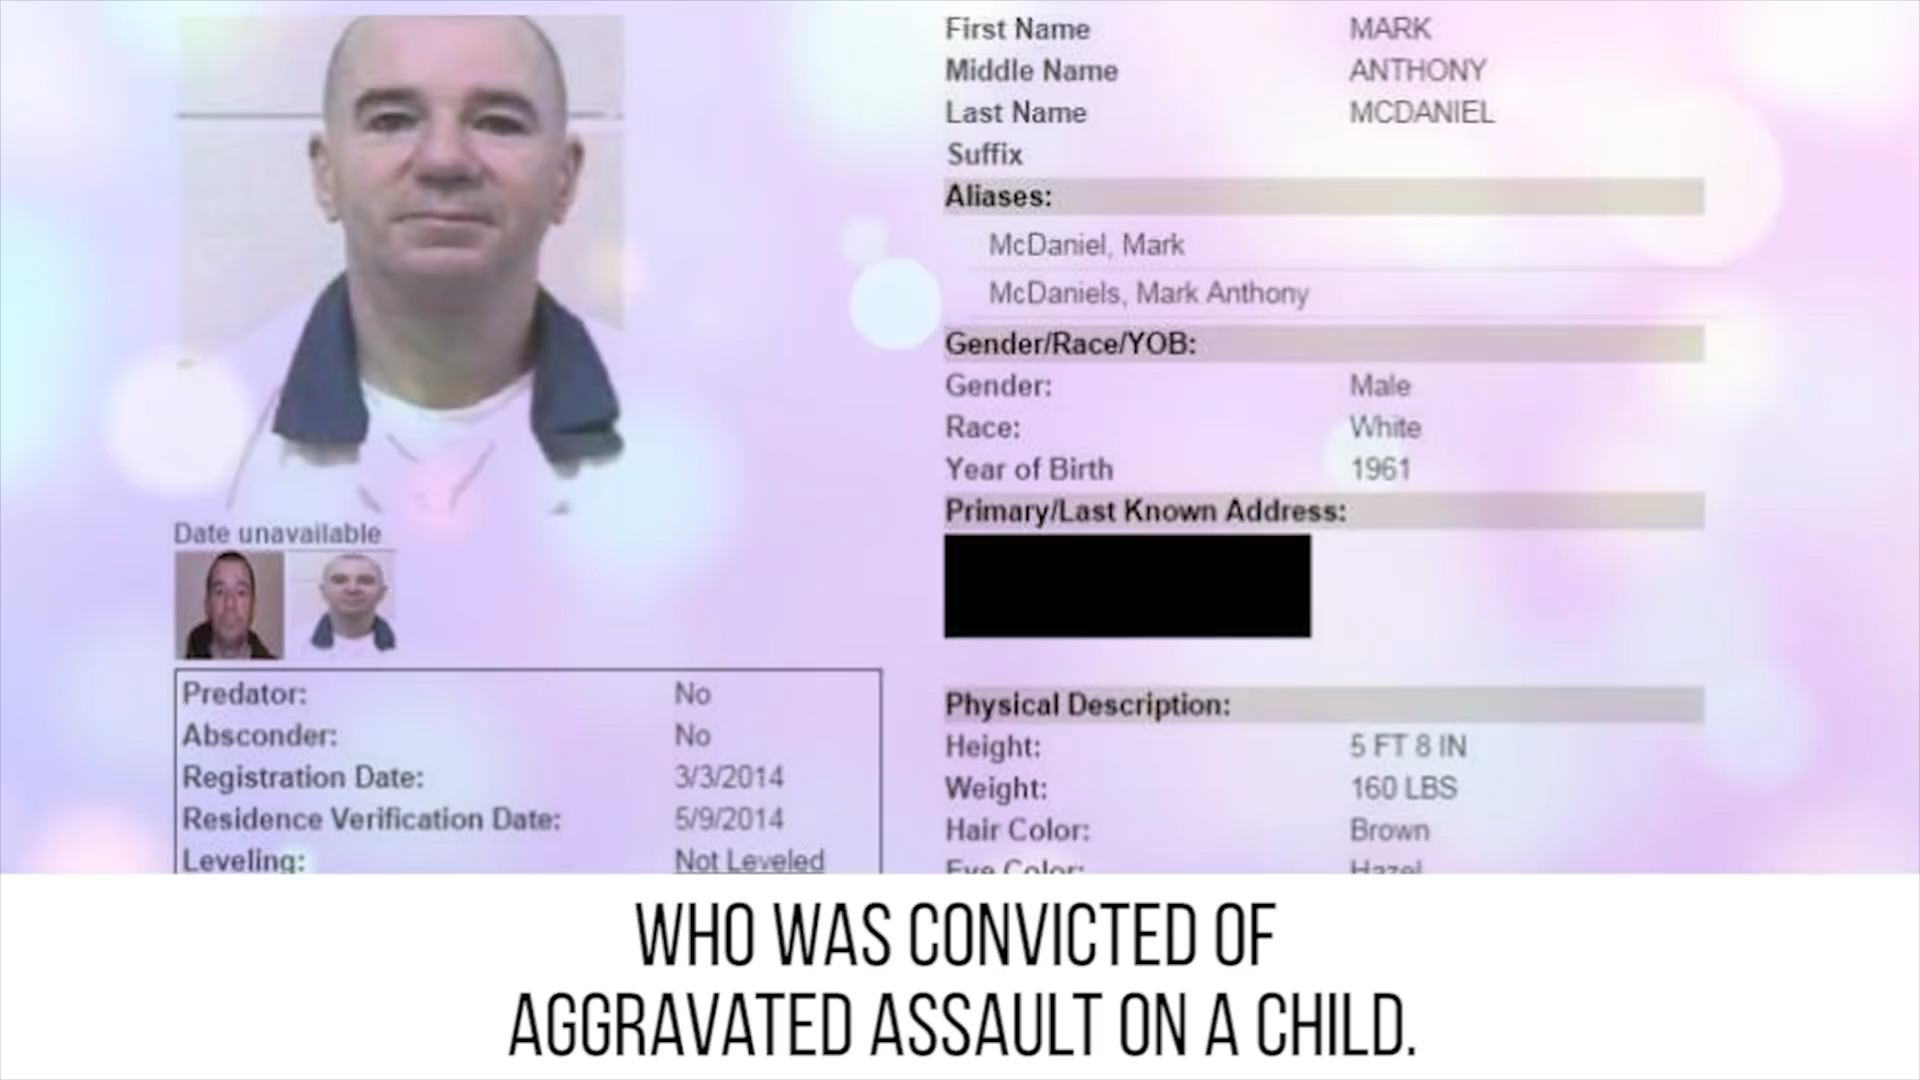 First Name MARK
Middle Name ANTHONY
Last Name MCDANIEL
Suffix
Aliases:
McDaniel, Mark
McDaniels, Mark Anthony
Gender/Race/YOB:
Gender: Male
Race: White
Year of Birth 1961
Primary/Last Known Address:
Physical Description:
Height: 5 FT 8 IN
Weight: 160 LBS
Hair Color: Brown
Eye Color: Hazel
Date unavailable
Predator: No
Absconder: No
Registration Date: 3/3/2014
Residence Verification Date: 5/9/2014
Leveling: Not Leveled
WHO WAS CONVICTED OF
AGGRAVATED ASSAULT ON A CHILD.